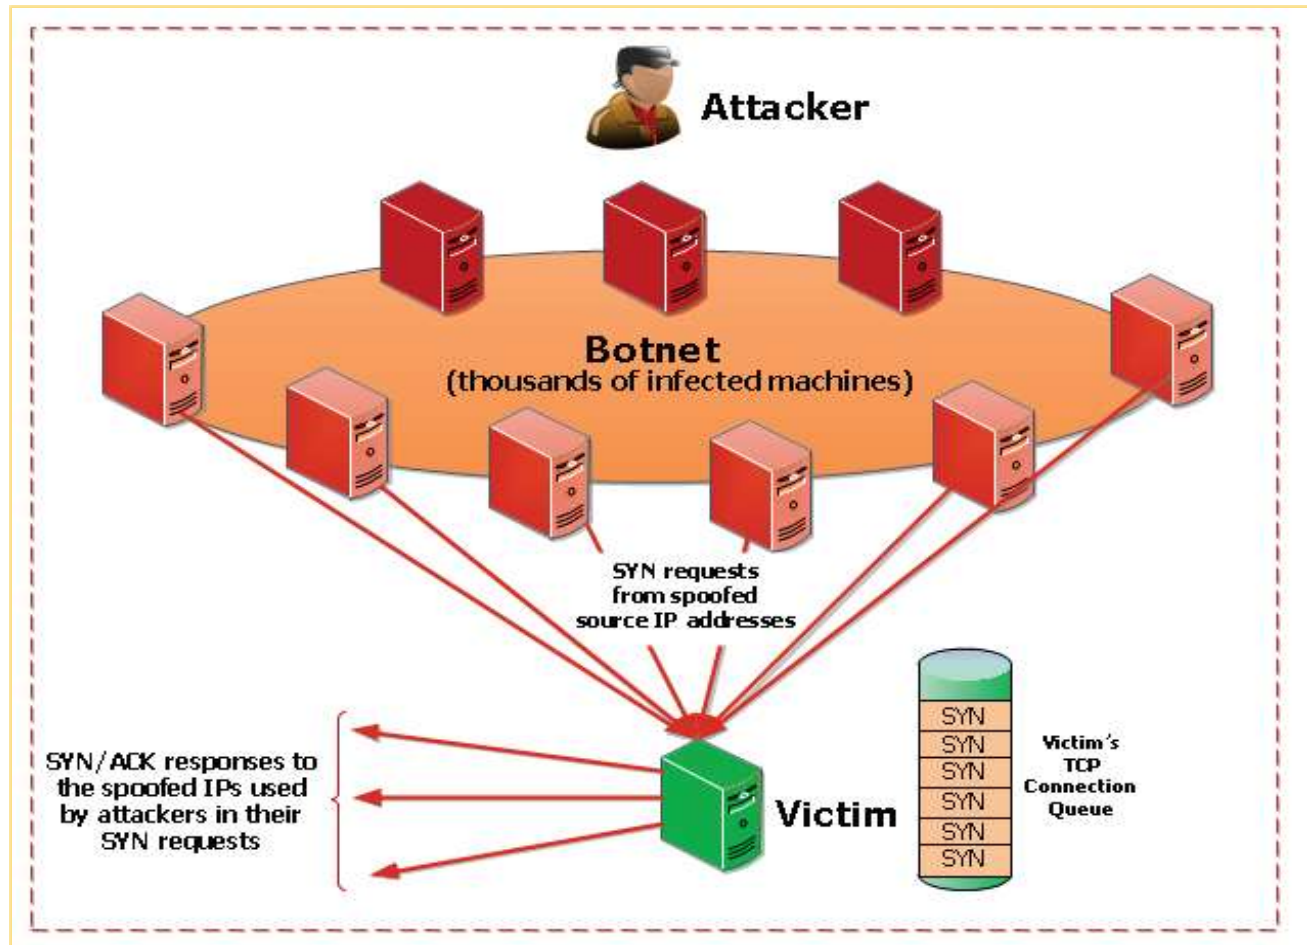 Attacker
Botnet
(thousands of infected machines)
SYN requests
from spoofed
source IP addresses
SYN/ACK responses to
the spoofed IPs used
by attackers in their
SYN requests
Victim
SYN
SYN
SYN
SYN
SYN
SYN
Victim's
TCP
Connection
Queue